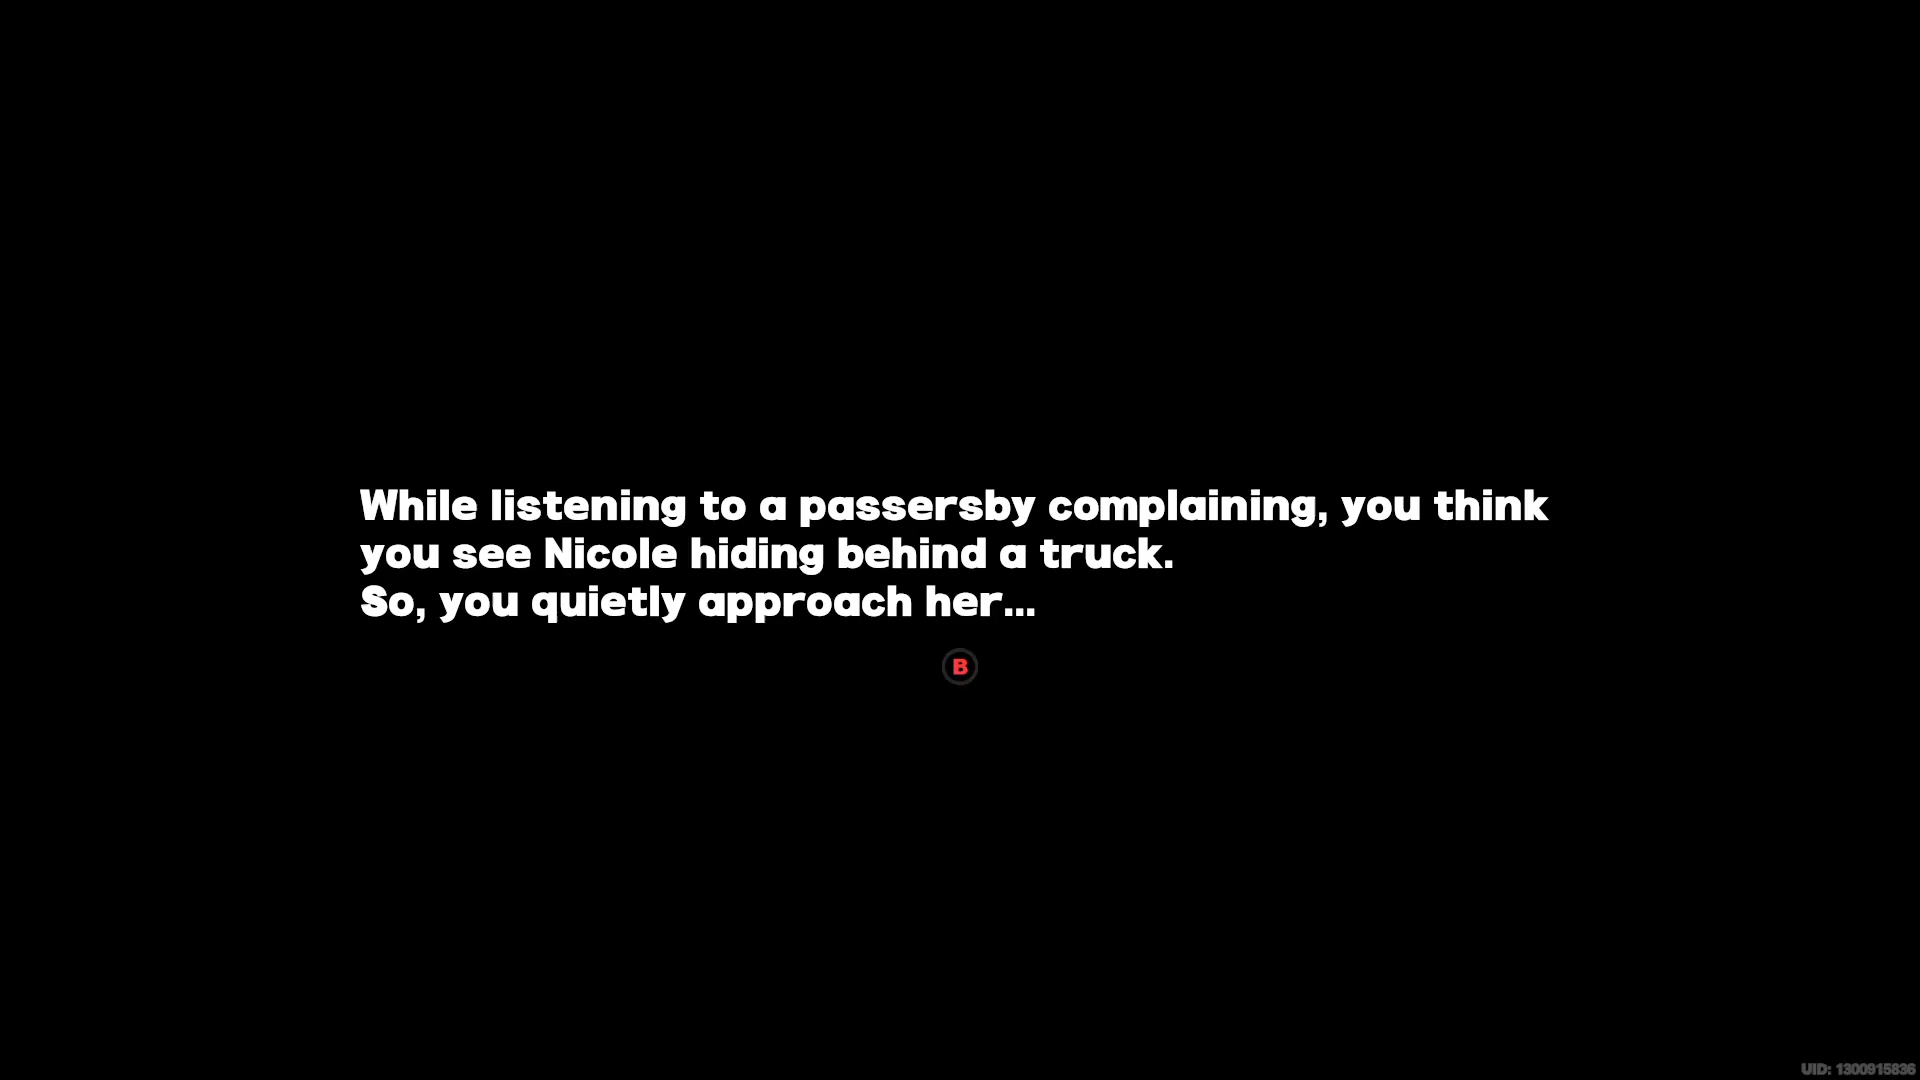 While listening to a passersby complaining, you think
you see Nicole hiding behind a truck.
So, you quietly approach her...
B
UID: 1300915836